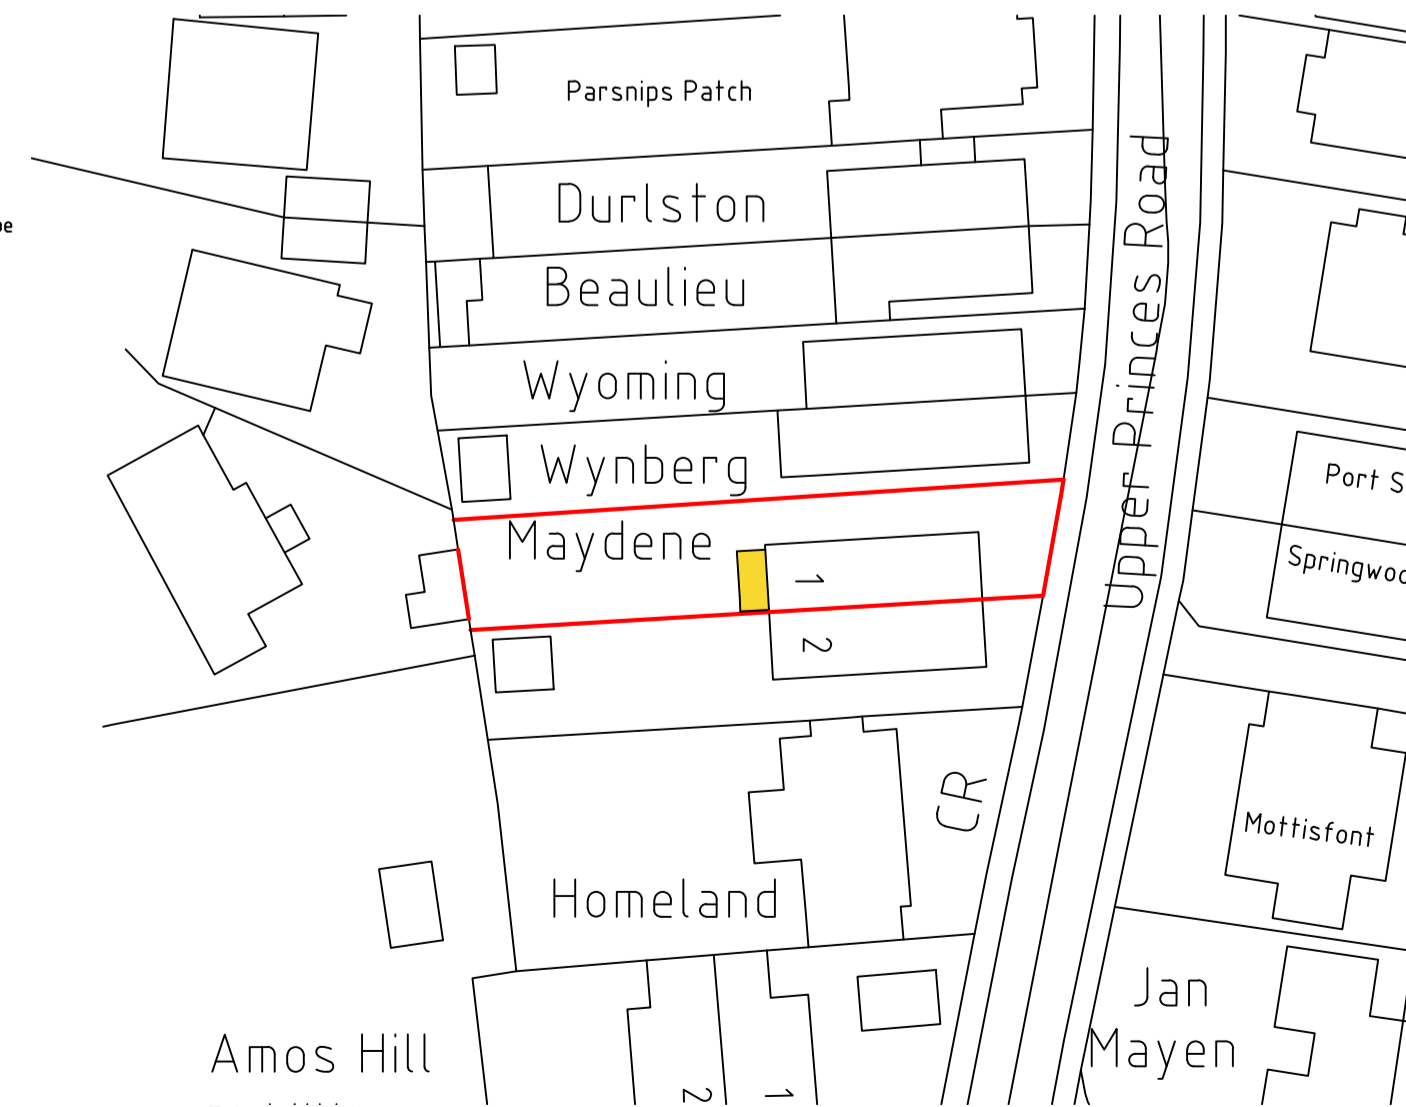 Parsnips Patch
Durlston
Beaulieu
Wyoming
Wynberg
Maydene
1
2
Upper Princes Road
Port S
Springwoo
Mottisfont
CR
Homeland
Jan
Mayen
Amos Hill
2
1